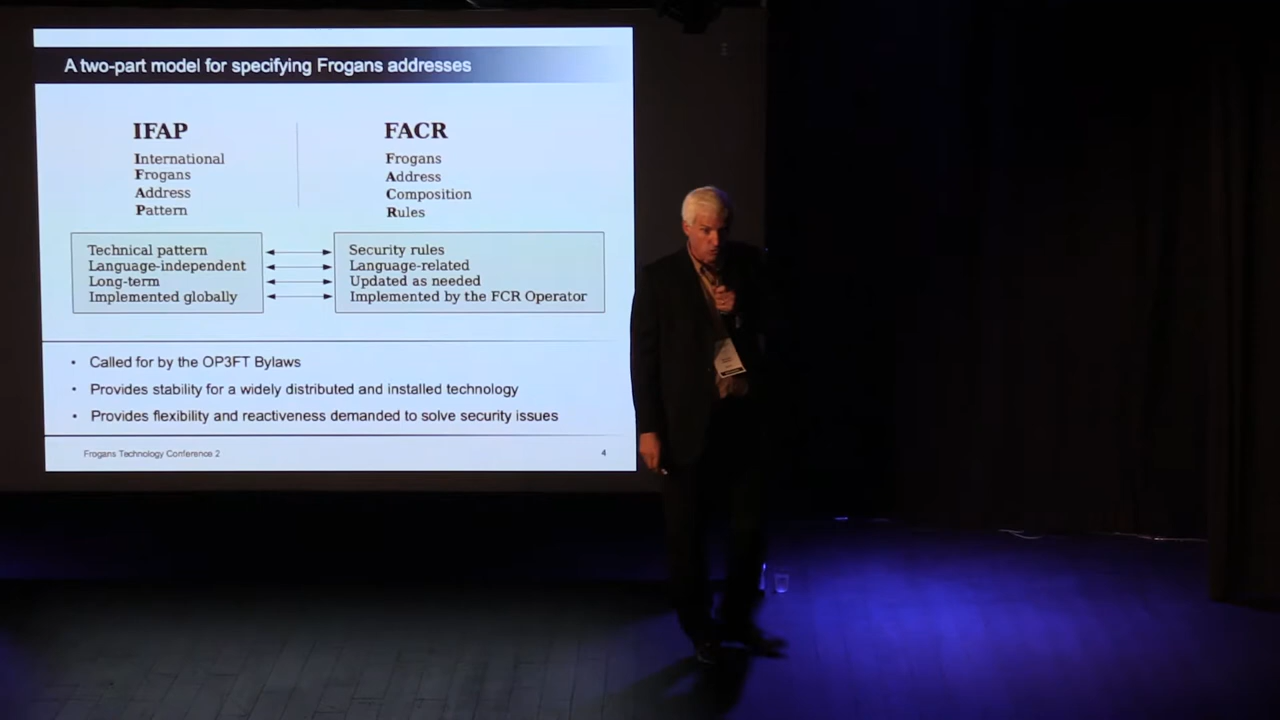 A two-part model for specifying Frogans addresses
IFAP
International
Frogans
Address
Pattern
FACR
Frogans
Address
Composition
Rules
Technical pattern
Language-independent
Long-term
Implemented globally
Security rules
Language-related
Updated as needed
Implemented by the FCR Operator
• Called for by the OP3FT Bylaws
• Provides stability for a widely distributed and installed technology
• Provides flexibility and reactiveness demanded to solve security issues
Frogans Technology Conference 2
4